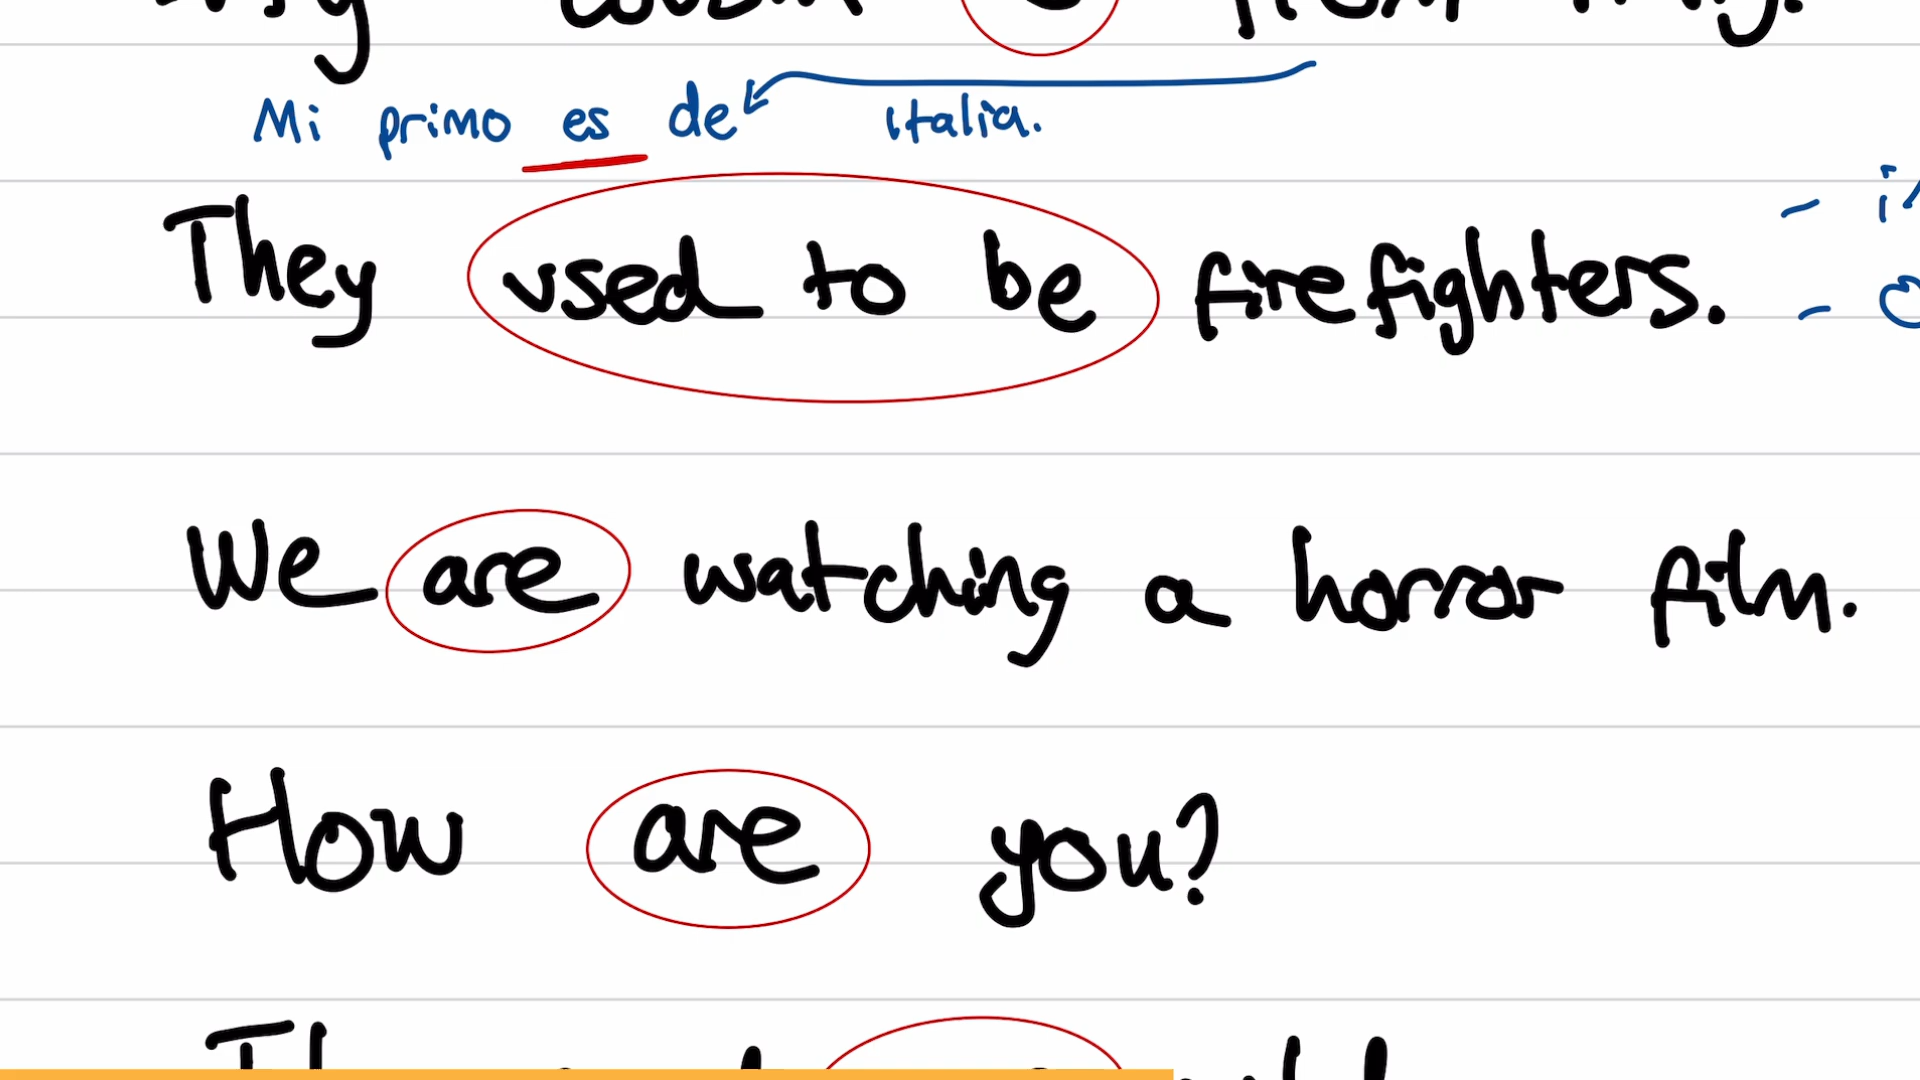 Mi primo es de italia.
They used to be firefighters.
We are watching a horror film.
How are you?